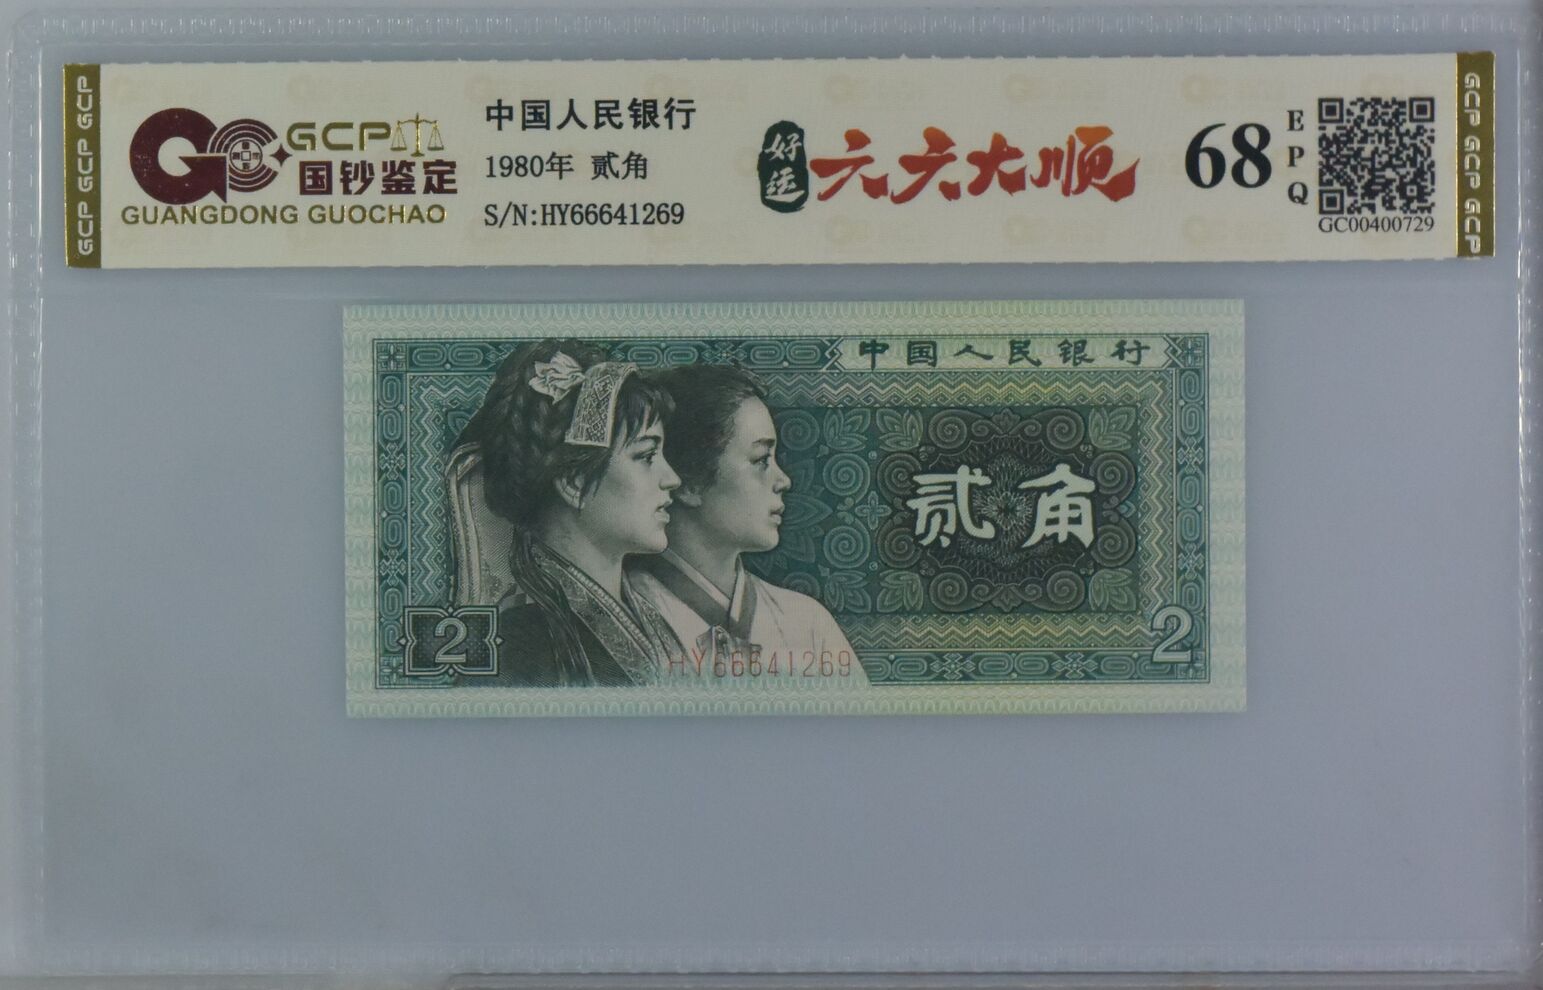 GCP GCP GCP
GCP
国钞鉴定
GUANGDONG GUOCHAO
中国人民银行
1980年 贰角
S/N:HY66641269
好运
六六大顺
68
EPQ
GC00400729
GCP GCP GCP
中国人民银行
贰角
2
2
HY66641269